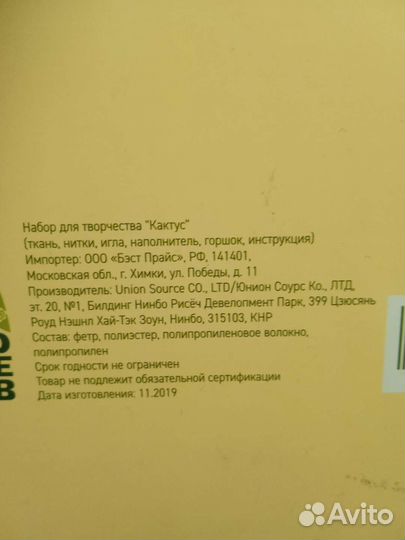 Набор для творчества "Кактус"
(ткань, нитки, игла, наполнитель, горшок, инструкция)
Импортер: ООО «Бэст Прайс», РФ, 141401,
Московская обл., г. Химки, ул. Победы, д. 11
Производитель: Union Source CO., LTD/Юнион Соурс Ко., ЛТД,
эт. 20, №1, Билдинг Нинбо Рисёч Девелопмент Парк, 399 Цзюсянь
Роуд Нэшнл Хай-Тэк Зоун, Нинбо, 315103, КНР
Состав: фетр, полиэстер, полипропиленовое волокно,
полипропилен
Срок годности не ограничен
Товар не подлежит обязательной сертификации
Дата изготовления: 11.2019
Е
В
Avito